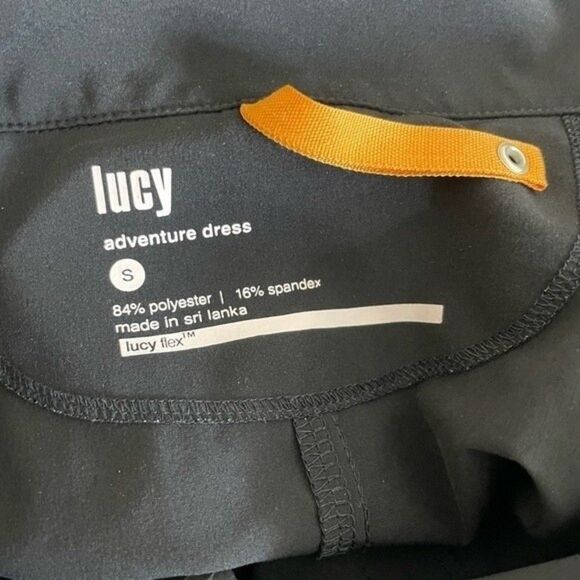 lucy
adventure dress
S
84% polyester | 16% spandex
made in sri lanka
lucy flex™